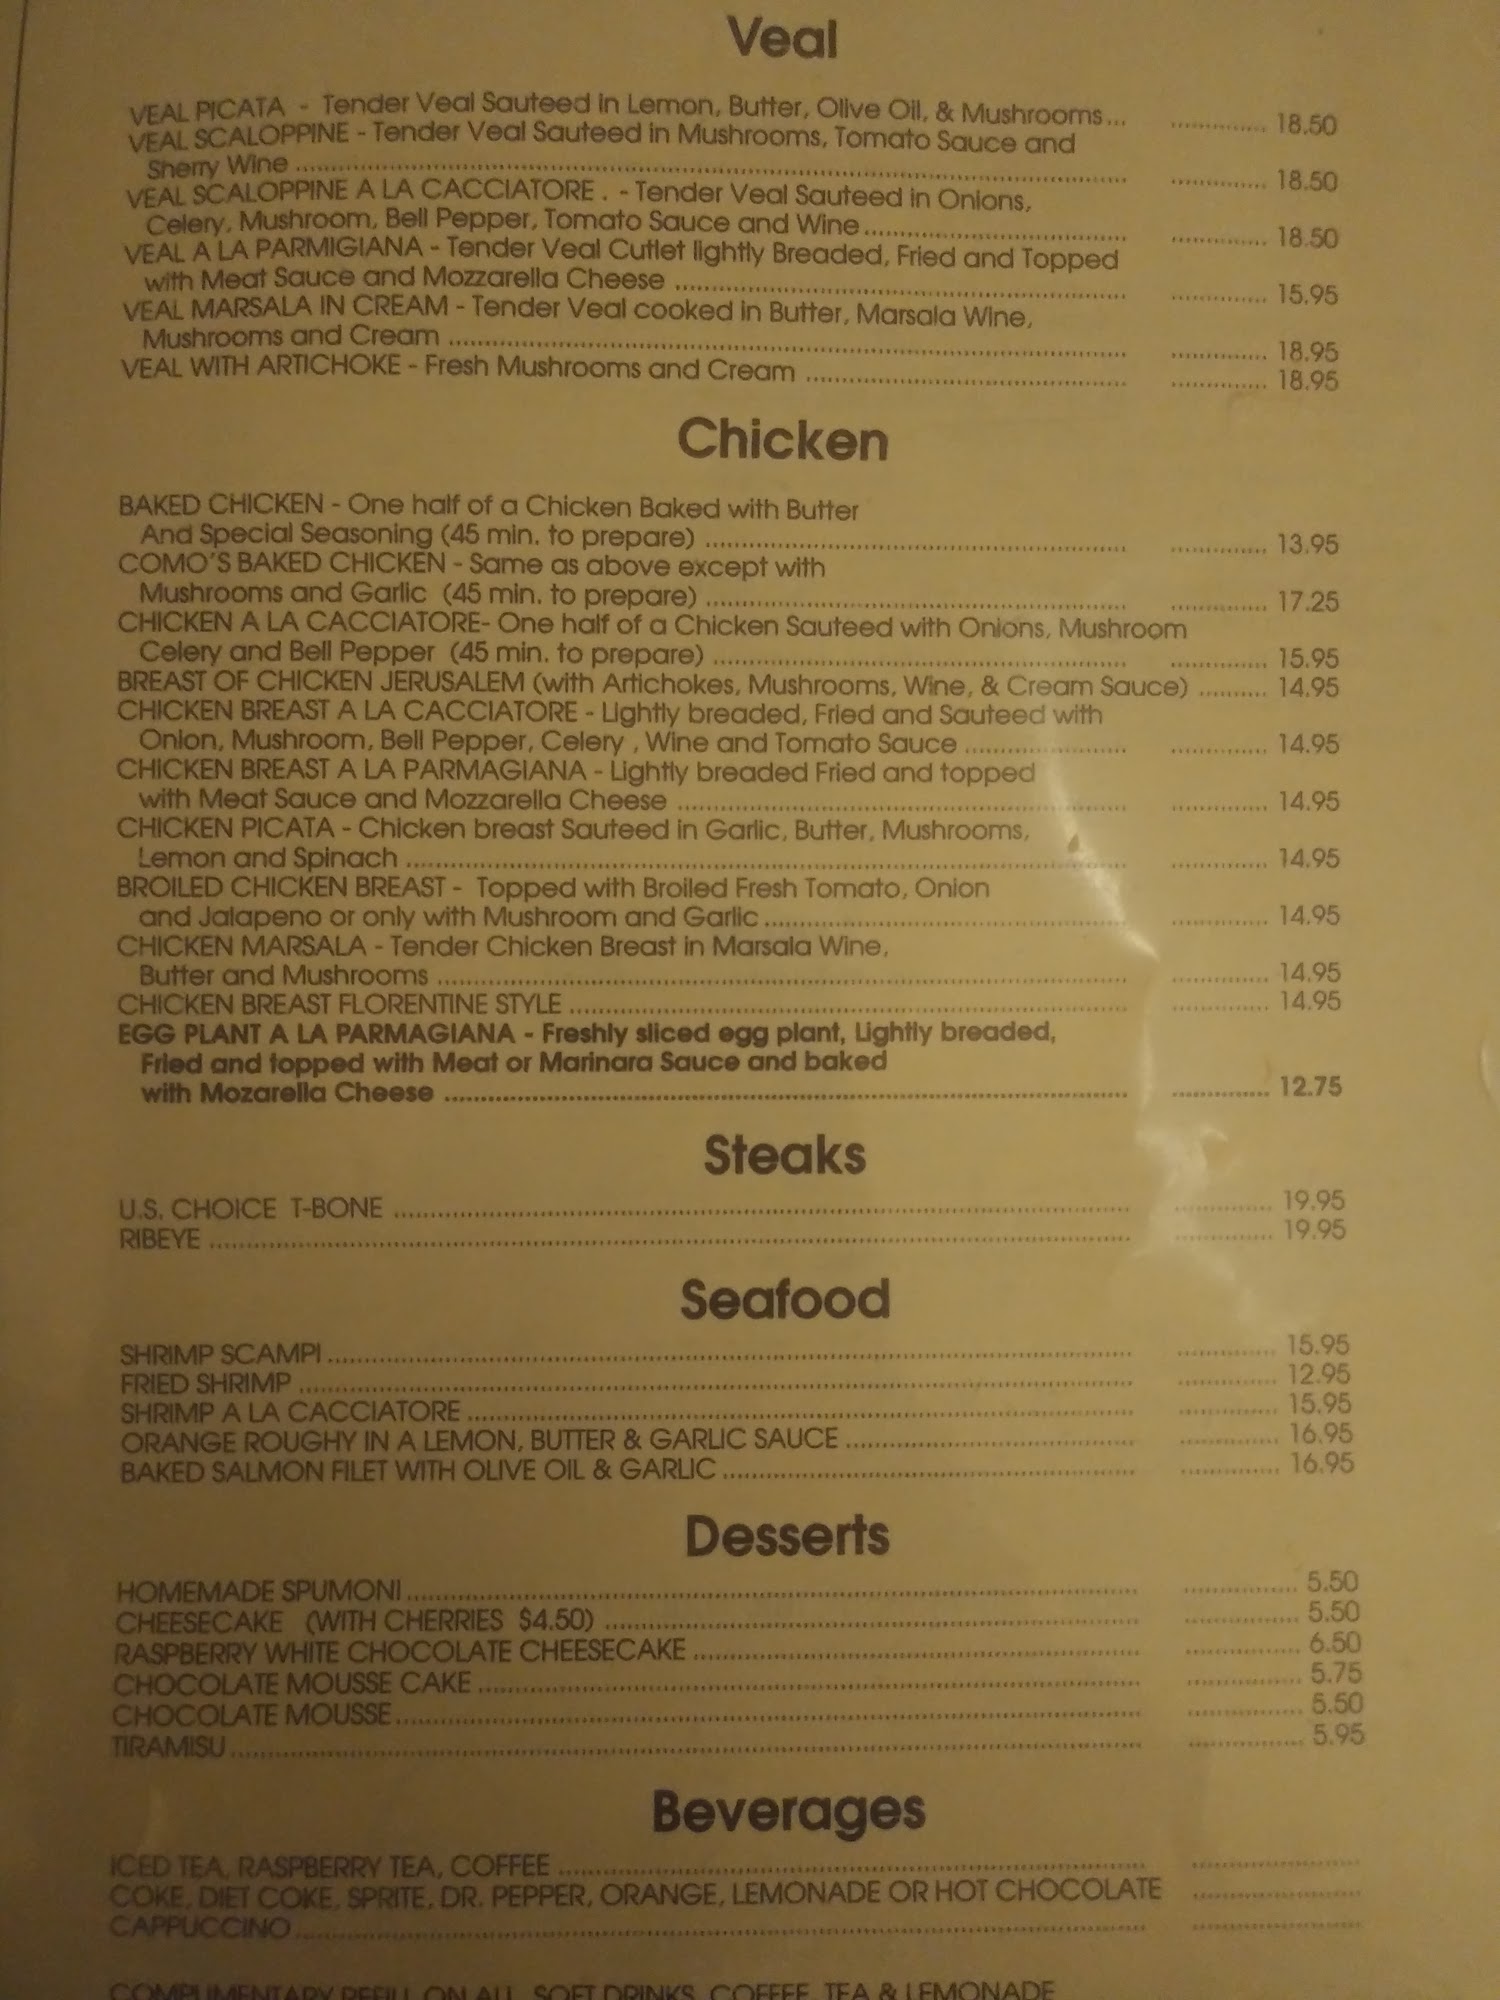 Veal
VEAL PICATA - Tender Veal Sauteed in Lemon, Butter, Olive Oil, & Mushrooms... .............. 18.50
VEAL SCALOPPINE - Tender Veal Sauteed in Mushrooms, Tomato Sauce and
Sherry Wine .............. 18.50
VEAL SCALOPPINE A LA CACCIATORE . - Tender Veal Sauteed in Onions,
Celery, Mushroom, Bell Pepper, Tomato Sauce and Wine .............. 18.50
VEAL A LA PARMIGIANA - Tender Veal Cutlet lightly Breaded, Fried and Topped
with Meat Sauce and Mozzarella Cheese .............. 15.95
VEAL MARSALA IN CREAM - Tender Veal cooked in Butter, Marsala Wine,
Mushrooms and Cream .............. 18.95
VEAL WITH ARTICHOKE - Fresh Mushrooms and Cream .............. 18.95
Chicken
BAKED CHICKEN - One half of a Chicken Baked with Butter
And Special Seasoning (45 min. to prepare) .............. 13.95
COMO'S BAKED CHICKEN - Same as above except with
Mushrooms and Garlic (45 min. to prepare) .............. 17.25
CHICKEN A LA CACCIATORE- One half of a Chicken Sauteed with Onions, Mushroom
Celery and Bell Pepper (45 min. to prepare) .............. 15.95
BREAST OF CHICKEN JERUSALEM (with Artichokes, Mushrooms, Wine, & Cream Sauce) .......... 14.95
CHICKEN BREAST A LA CACCIATORE - Lightly breaded, Fried and Sauteed with
Onion, Mushroom, Bell Pepper, Celery , Wine and Tomato Sauce .............. 14.95
CHICKEN BREAST A LA PARMAGIANA - Lightly breaded Fried and topped
with Meat Sauce and Mozzarella Cheese .............. 14.95
CHICKEN PICATA - Chicken breast Sauteed in Garlic, Butter, Mushrooms,
Lemon and Spinach .............. 14.95
BROILED CHICKEN BREAST - Topped with Broiled Fresh Tomato, Onion
and Jalapeno or only with Mushroom and Garlic .............. 14.95
CHICKEN MARSALA - Tender Chicken Breast in Marsala Wine,
Butter and Mushrooms .............. 14.95
CHICKEN BREAST FLORENTINE STYLE .............. 14.95
EGG PLANT A LA PARMAGIANA - Freshly sliced egg plant, Lightly breaded,
Fried and topped with Meat or Marinara Sauce and baked
with Mozarella Cheese .............. 12.75
Steaks
U.S. CHOICE T-BONE .............. 19.95
RIBEYE .............. 19.95
Seafood
SHRIMP SCAMPI .............. 15.95
FRIED SHRIMP .............. 12.95
SHRIMP A LA CACCIATORE .............. 15.95
ORANGE ROUGHY IN A LEMON, BUTTER & GARLIC SAUCE .............. 16.95
BAKED SALMON FILET WITH OLIVE OIL & GARLIC .............. 16.95
Desserts
HOMEMADE SPUMONI .............. 5.50
CHEESECAKE (WITH CHERRIES $4.50) .............. 5.50
RASPBERRY WHITE CHOCOLATE CHEESECAKE .............. 6.50
CHOCOLATE MOUSSE CAKE .............. 5.75
CHOCOLATE MOUSSE .............. 5.50
TIRAMISU .............. 5.95
Beverages
ICED TEA, RASPBERRY TEA, COFFEE ..............
COKE, DIET COKE, SPRITE, DR. PEPPER, ORANGE, LEMONADE OR HOT CHOCOLATE ..............
CAPPUCCINO ..............
COMPLIMENTARY REFILL ON ALL SOFT DRINKS, COFFEE, TEA & LEMONADE